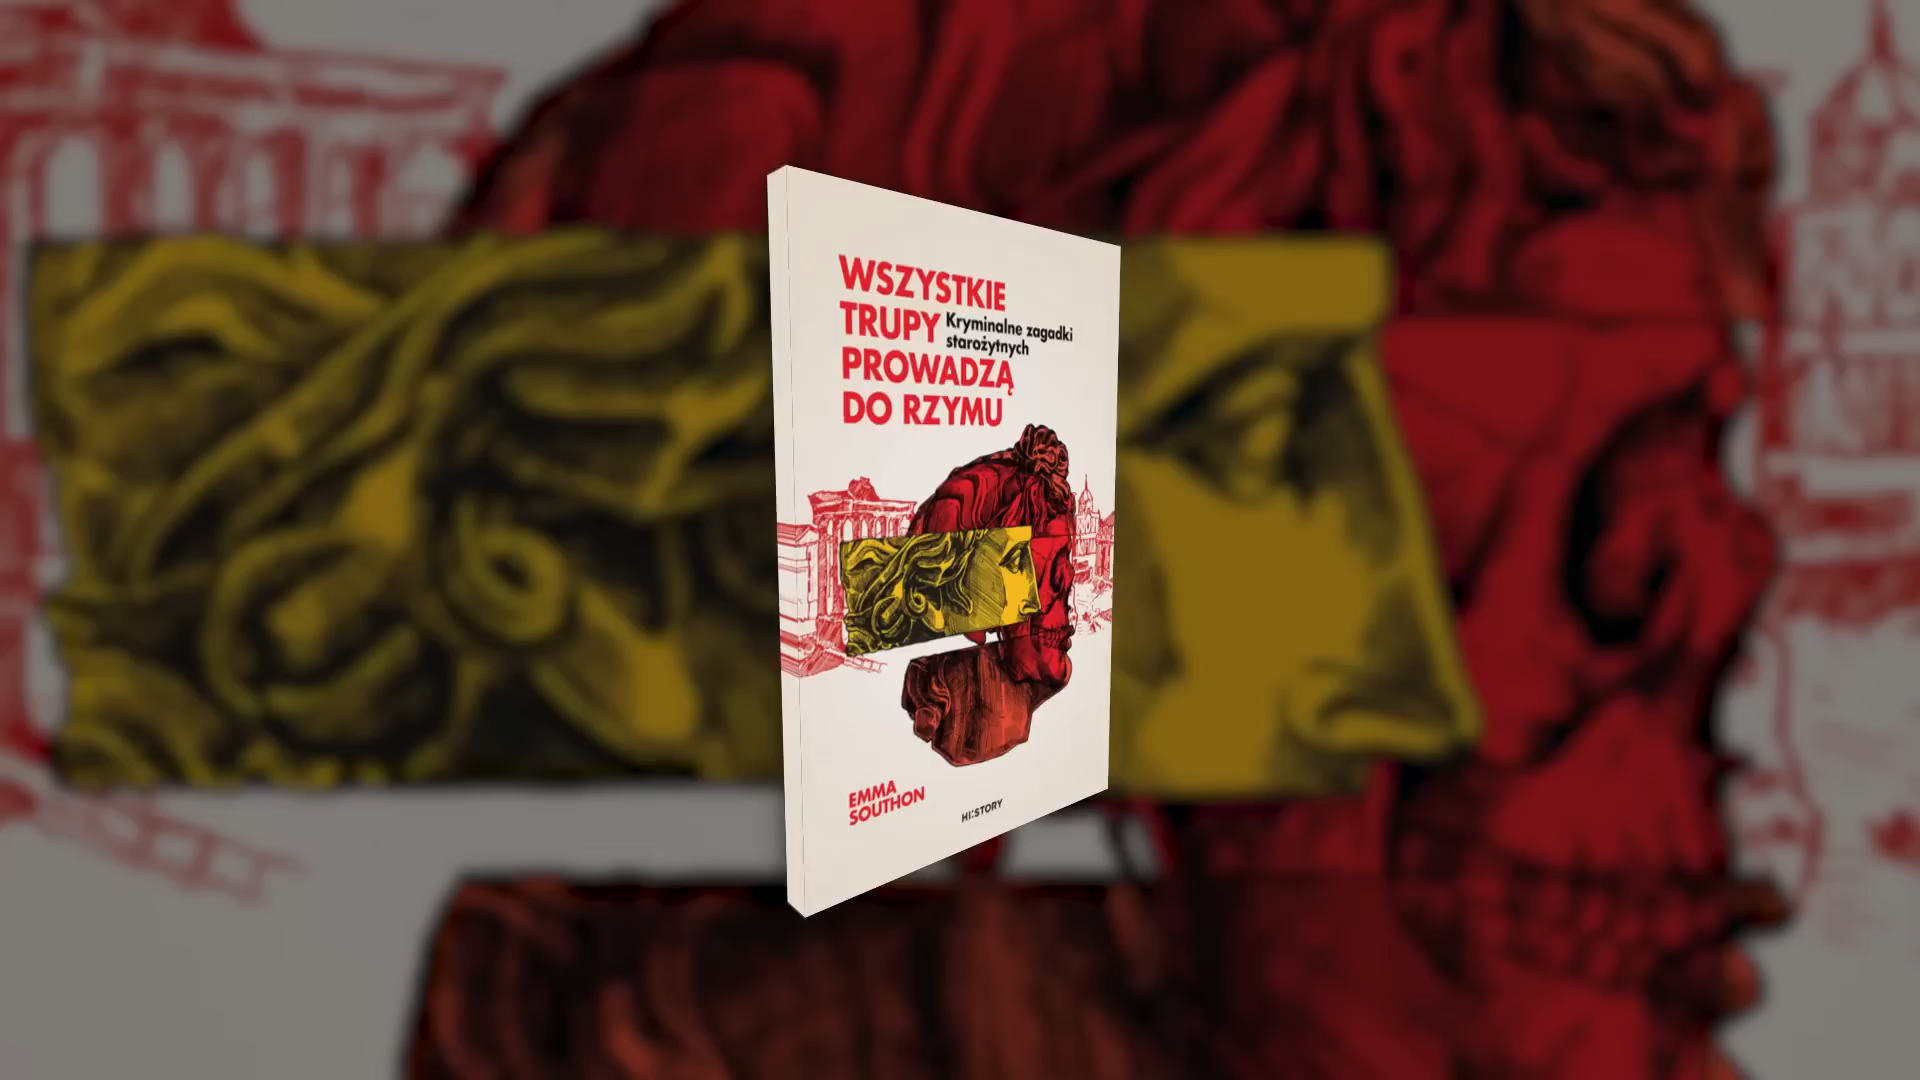 WSZYSTKIE
TRUPY
Kryminalne zagadki
starożytnych
PROWADZĄ
DO RZYMU
EMMA
SOUTHON
HI:STORY